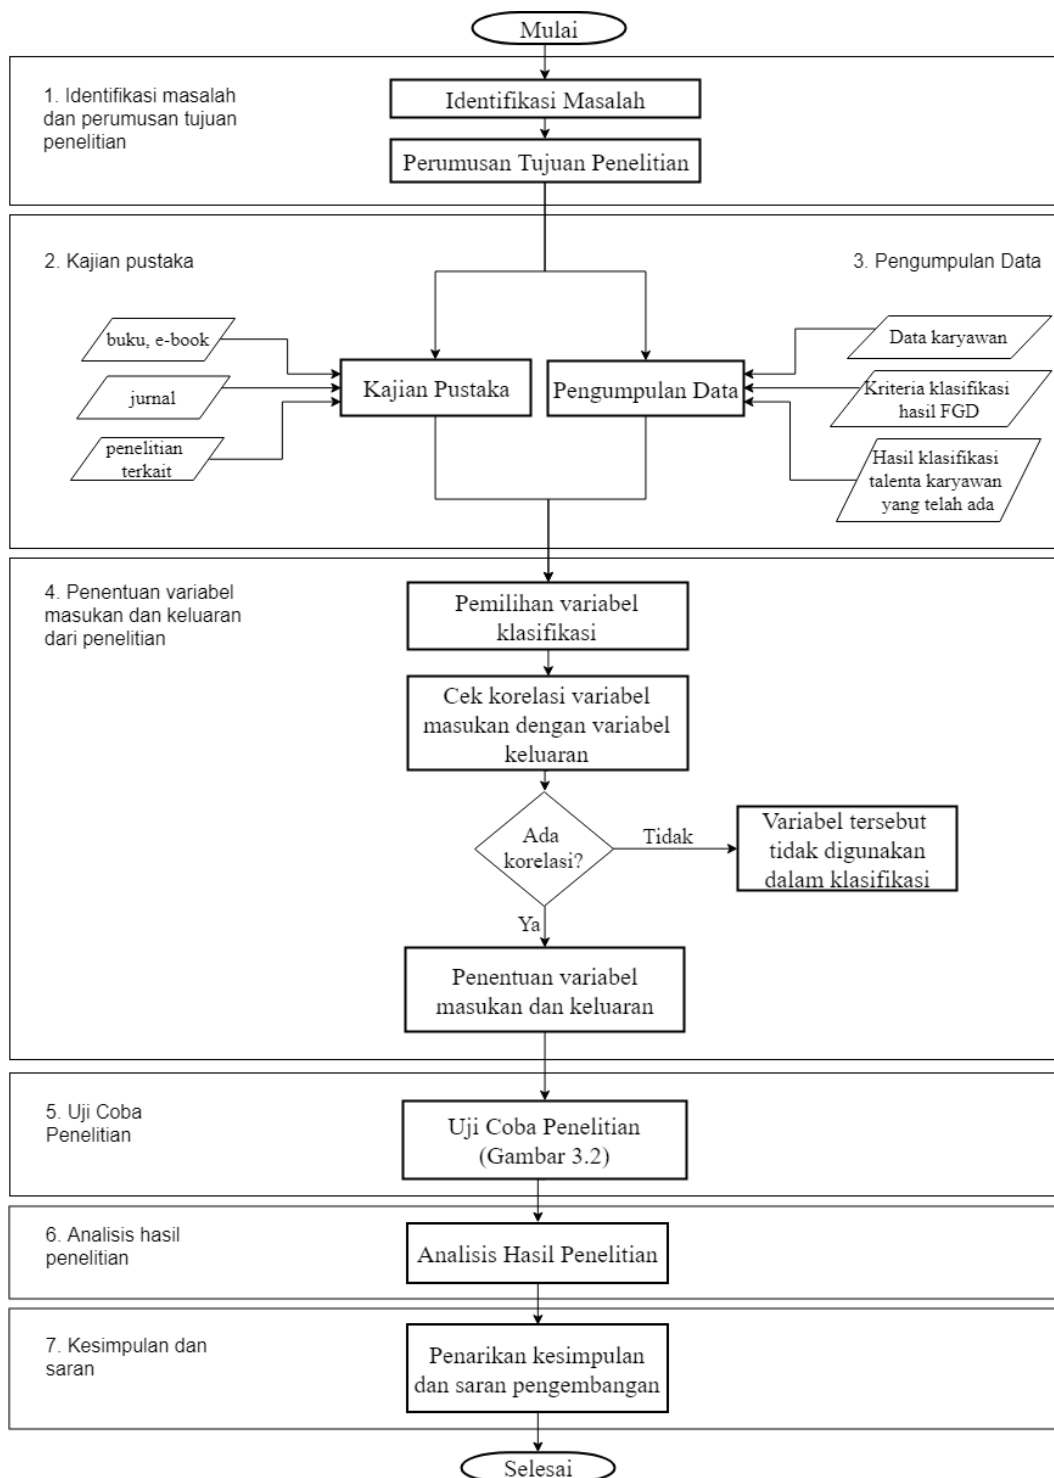 Mulai
1. Identifikasi masalah
dan perumusan tujuan
penelitian
Identifikasi Masalah
Perumusan Tujuan Penelitian
2. Kajian pustaka
3. Pengumpulan Data
buku, e-book
jurnal
penelitian
terkait
Kajian Pustaka
Pengumpulan Data
Data karyawan
Kriteria klasifikasi
hasil FGD
Hasil klasifikasi
talenta karyawan
yang telah ada
4. Penentuan variabel
masukan dan keluaran
dari penelitian
Pemilihan variabel
klasifikasi
Cek korelasi variabel
masukan dengan variabel
keluaran
Ada
korelasi?
Tidak
Variabel tersebut
tidak digunakan
dalam klasifikasi
Ya
Penentuan variabel
masukan dan keluaran
5. Uji Coba
Penelitian
Uji Coba Penelitian
(Gambar 3.2)
6. Analisis hasil
penelitian
Analisis Hasil Penelitian
7. Kesimpulan dan
saran
Penarikan kesimpulan
dan saran pengembangan
Selesai